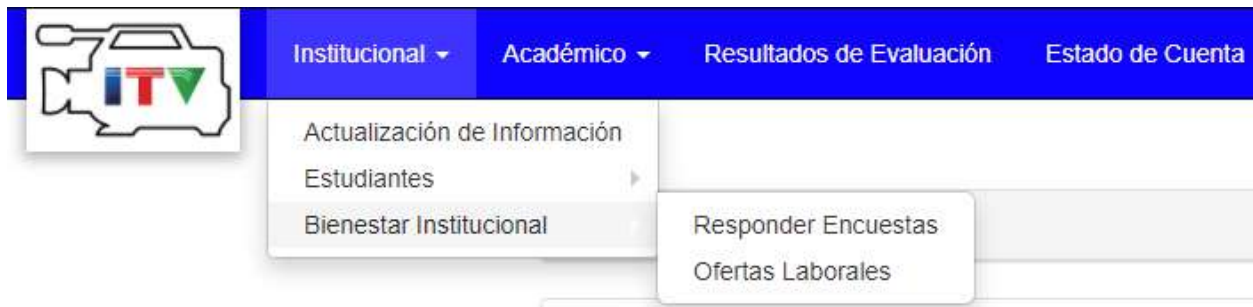 ITV
Institucional Académico Resultados de Evaluación Estado de Cuenta
Actualización de Información
Estudiantes
Bienestar Institucional
Responder Encuestas
Ofertas Laborales